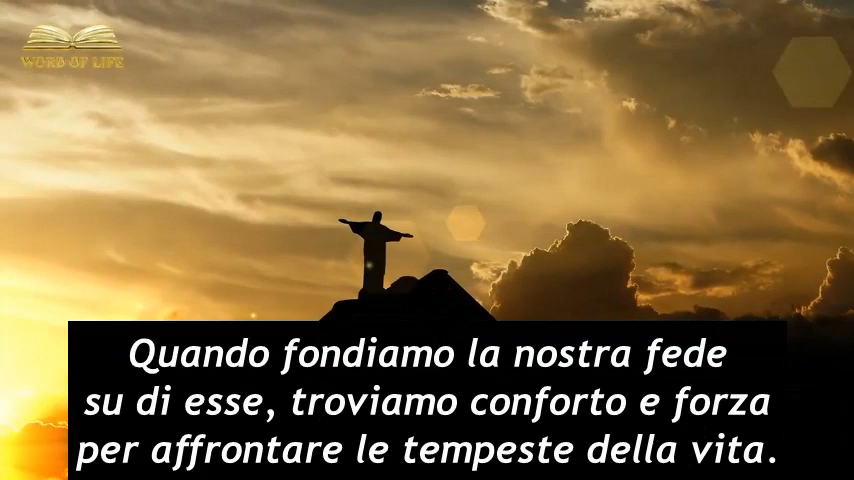 WORD OF LIFE
Quando fondiamo la nostra fede
su di esse, troviamo conforto e forza
per affrontare le tempeste della vita.